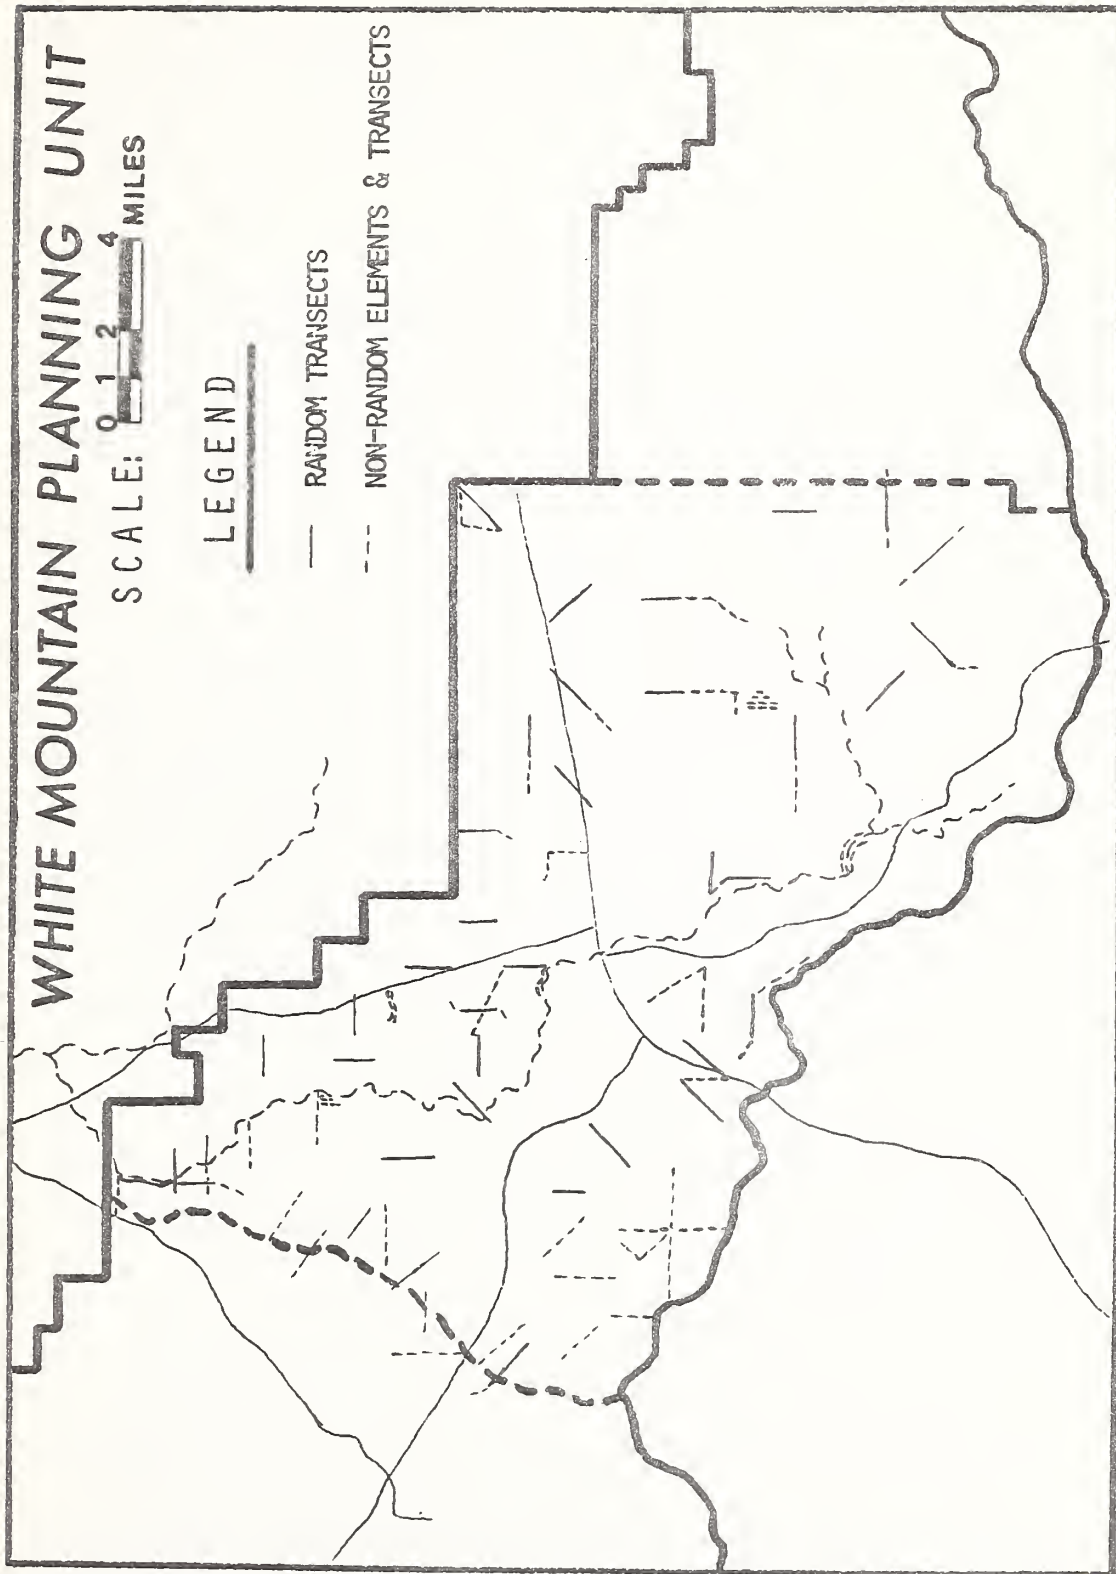 WHITE MOUNTAIN PLANNING UNIT
0 1 2 4
SCALE: MILES
LEGEND
RANDOM TRANSECTS
NON-RANDOM ELEMENTS & TRANSECTS